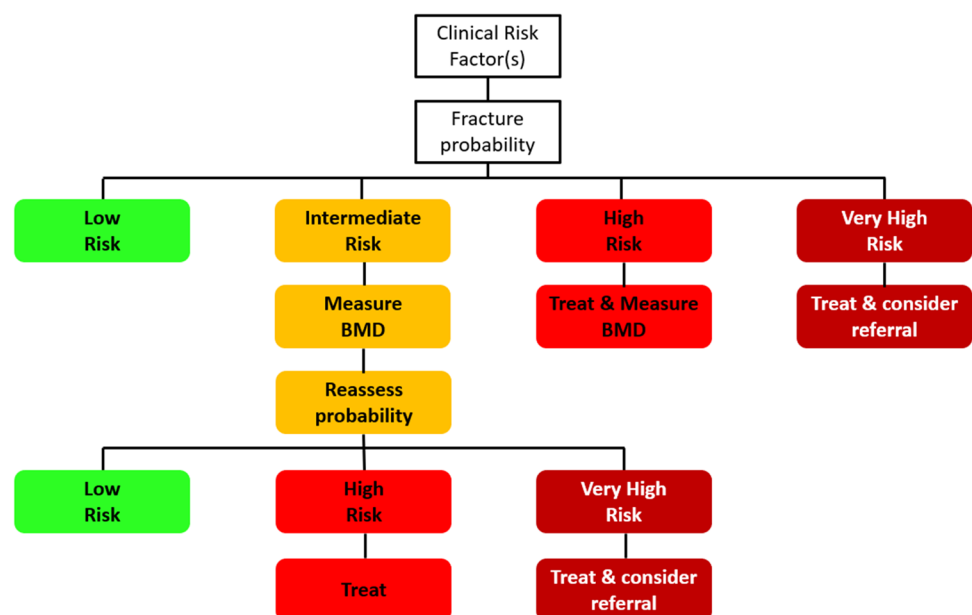 Clinical Risk
Factor(s)
Fracture
probability
Low
Risk
Intermediate
Risk
High
Risk
Very High
Risk
Measure
BMD
Treat & Measure
BMD
Treat & consider
referral
Reassess
probability
Low
Risk
High
Risk
Very High
Risk
Treat
Treat & consider
referral